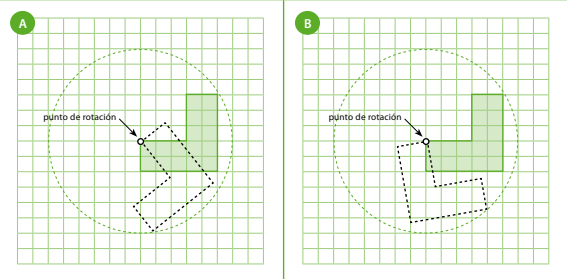 A
B
punto de rotación
punto de rotación